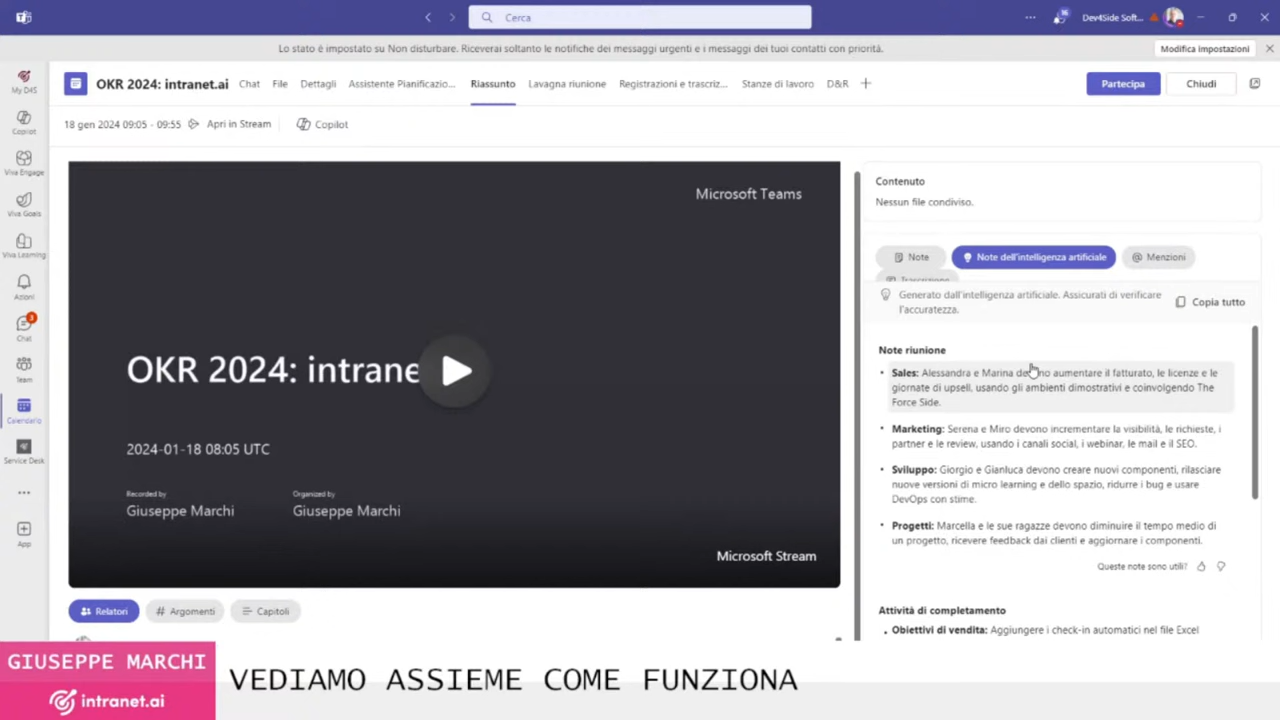 Cerca
Dev4Side Soft...
Lo stato è impostato su Non disturbare. Riceverai soltanto le notifiche dei messaggi urgenti e i messaggi dei tuoi contatti con priorità.
Modifica impostazioni
My D4S
Copilot
Viva Engage
Viva Goals
Viva Learning
Azioni
3
Chat
Team
Calendario
Service Desk
App
OKR 2024: intranet.ai
Chat
File
Dettagli
Assistente Pianificazio...
Riassunto
Lavagna riunione
Registrazioni e trascriz...
Stanze di lavoro
D&R
Partecipa
Chiudi
18 gen 2024 09:05 - 09:55
Apri in Stream
Copilot
Microsoft Teams
OKR 2024: intrane
2024-01-18 08:05 UTC
Recorded by
Giuseppe Marchi
Organized by
Giuseppe Marchi
Microsoft Stream
Relatori
# Argomenti
Capitoli
Contenuto
Nessun file condiviso.
Note
Note dell'intelligenza artificiale
@ Menzioni
Trascrizione
Generato dall'intelligenza artificiale. Assicurati di verificare
l'accuratezza.
Copia tutto
Note riunione
• Sales: Alessandra e Marina devono aumentare il fatturato, le licenze e le
giornate di upsell, usando gli ambienti dimostrativi e coinvolgendo The
Force Side.
• Marketing: Serena e Miro devono incrementare la visibilità, le richieste, i
partner e le review, usando i canali social, i webinar, le mail e il SEO.
• Sviluppo: Giorgio e Gianluca devono creare nuovi componenti, rilasciare
nuove versioni di micro learning e dello spazio, ridurre i bug e usare
DevOps con stime.
• Progetti: Marcella e le sue ragazze devono diminuire il tempo medio di
un progetto, ricevere feedback dai clienti e aggiornare i componenti.
Queste note sono utili?
Attività di completamento
• Obiettivi di vendita: Aggiungere i check-in automatici nel file Excel
GIUSEPPE MARCHI
intranet.ai
VEDIAMO ASSIEME COME FUNZIONA